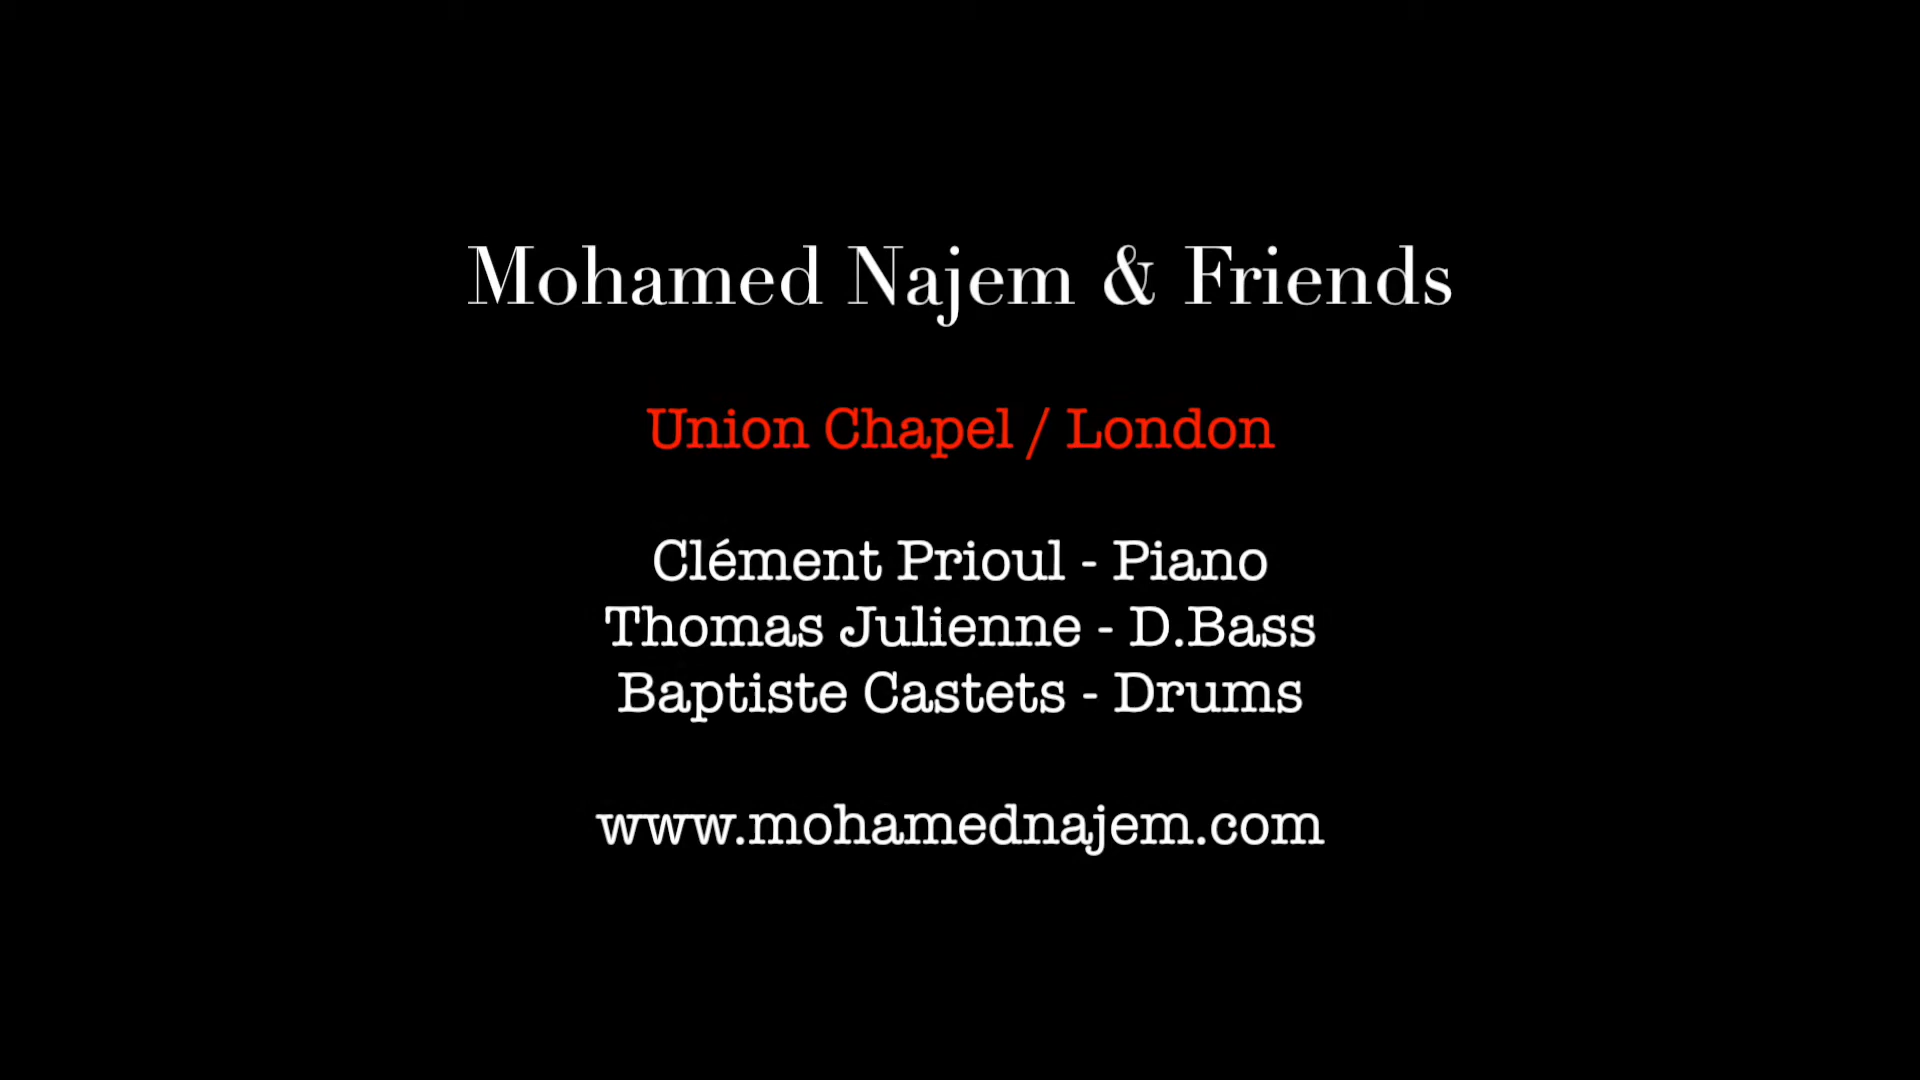 Mohamed Najem & Friends
Union Chapel / London
Clément Prioul - Piano
Thomas Julienne - D.Bass
Baptiste Castets - Drums
www.mohamednajem.com